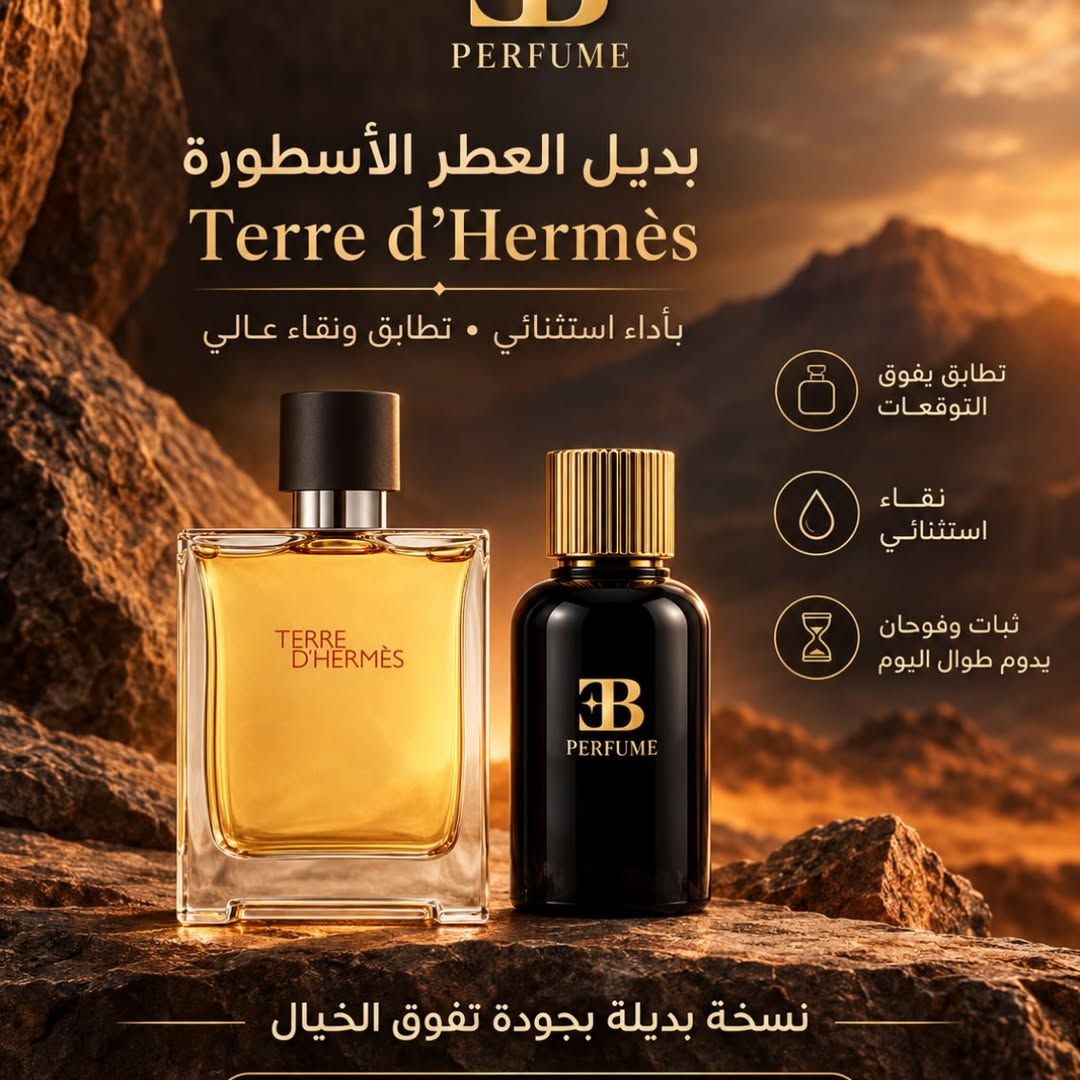 PERFUME
بديل العطر الأسطورة
Terre d’Hermès
بأداء استثنائي • تطابق ونقاء عالي
تطابق يفوق
التوقعات
نقاء
استثنائي
ثبات وفوحان
يدوم طوال اليوم
TERRE
D'HERMÈS
EB
PERFUME
نسخة بديلة بجودة تفوق الخيال